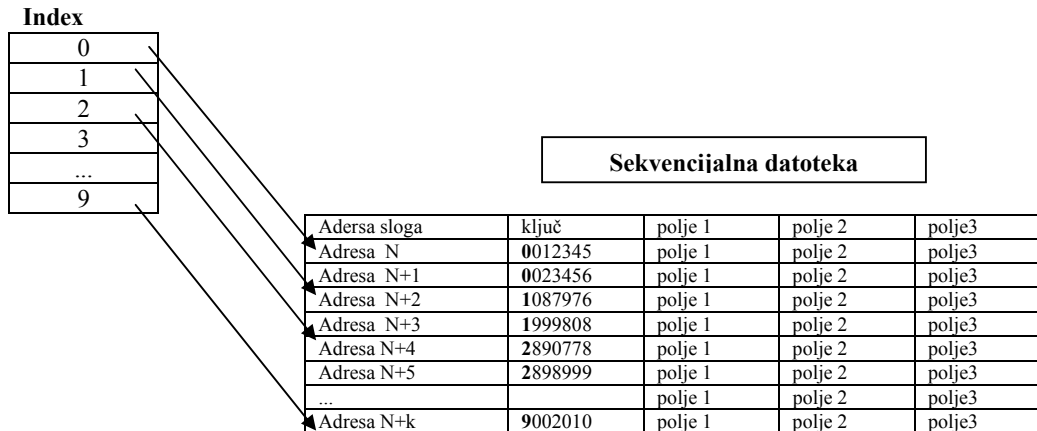 Index
0
1
2
3
...
9
Sekvencijalna datoteka
Adersa sloga ključ polje 1 polje 2 polje3
Adresa N 0012345 polje 1 polje 2 polje3
Adresa N+1 0023456 polje 1 polje 2 polje3
Adresa N+2 1087976 polje 1 polje 2 polje3
Adresa N+3 1999808 polje 1 polje 2 polje3
Adresa N+4 2890778 polje 1 polje 2 polje3
Adresa N+5 2898999 polje 1 polje 2 polje3
... polje 1 polje 2 polje3
Adresa N+k 9002010 polje 1 polje 2 polje3